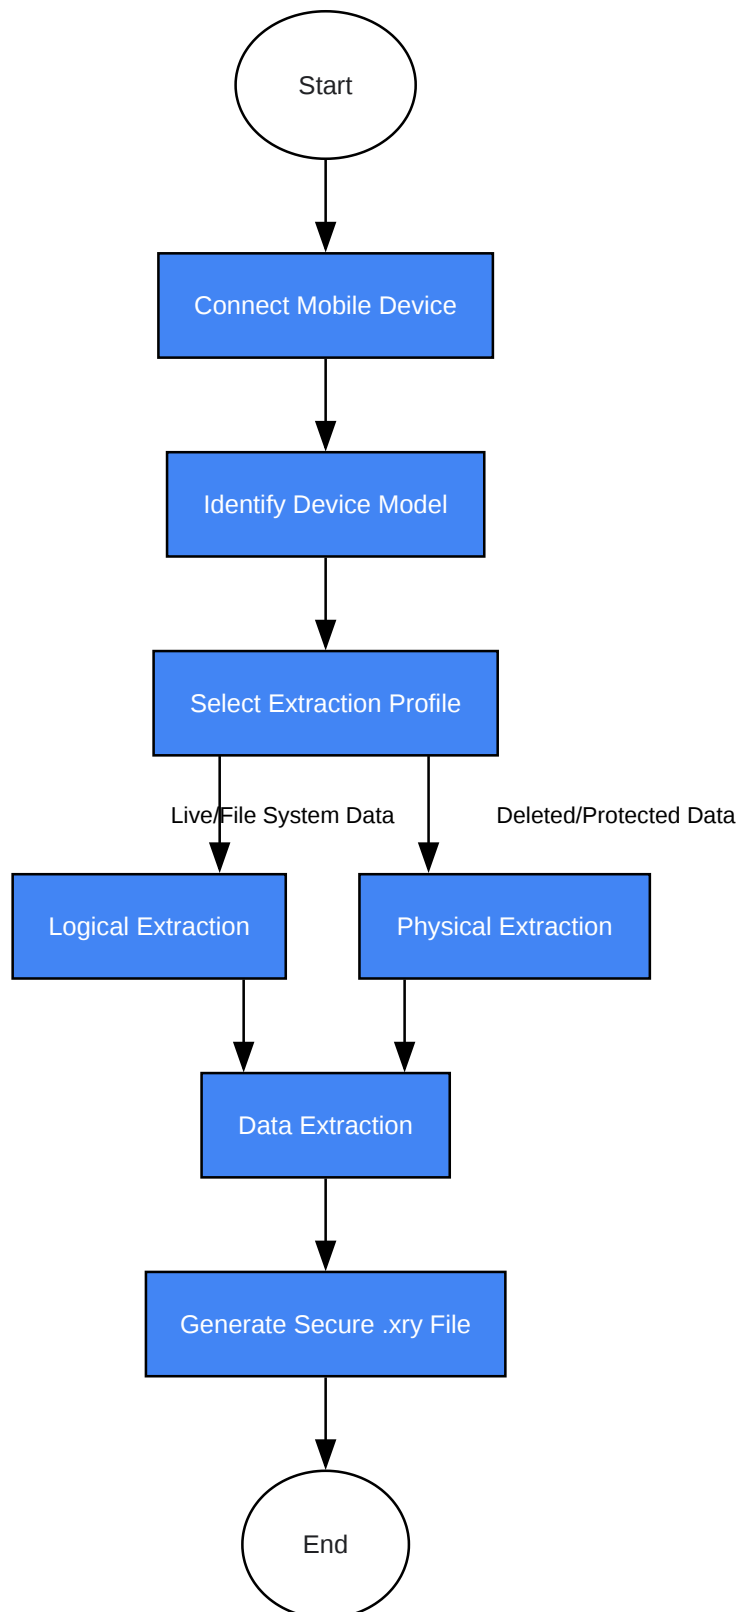 Start
Connect Mobile Device
Identify Device Model
Select Extraction Profile
Live/File System Data
Deleted/Protected Data
Logical Extraction
Physical Extraction
Data Extraction
Generate Secure .xry File
End